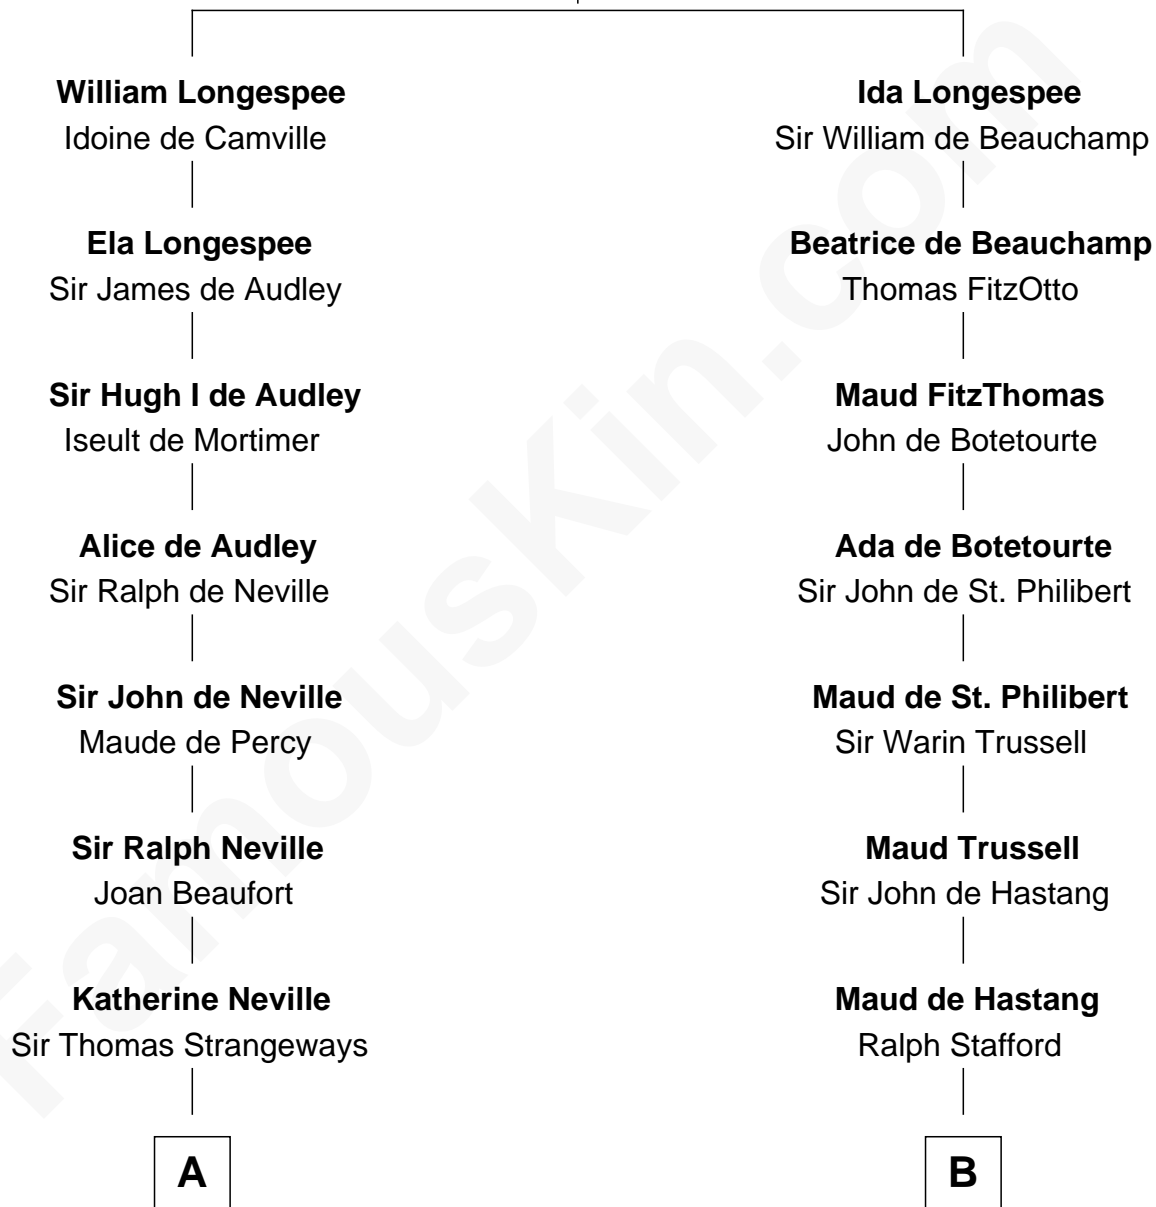 William Longespee
Idoine de Camville
Ela Longespee
Sir James de Audley
Sir Hugh I de Audley
Iseult de Mortimer
Alice de Audley
Sir Ralph de Neville
Sir John de Neville
Maude de Percy
Sir Ralph Neville
Joan Beaufort
Katherine Neville
Sir Thomas Strangeways
A
Ida Longespee
Sir William de Beauchamp
Beatrice de Beauchamp
Thomas FitzOtto
Maud FitzThomas
John de Botetourte
Ada de Botetourte
Sir John de St. Philibert
Maud de St. Philibert
Sir Warin Trussell
Maud Trussell
Sir John de Hastang
Maud de Hastang
Ralph Stafford
B
FamousKin.com